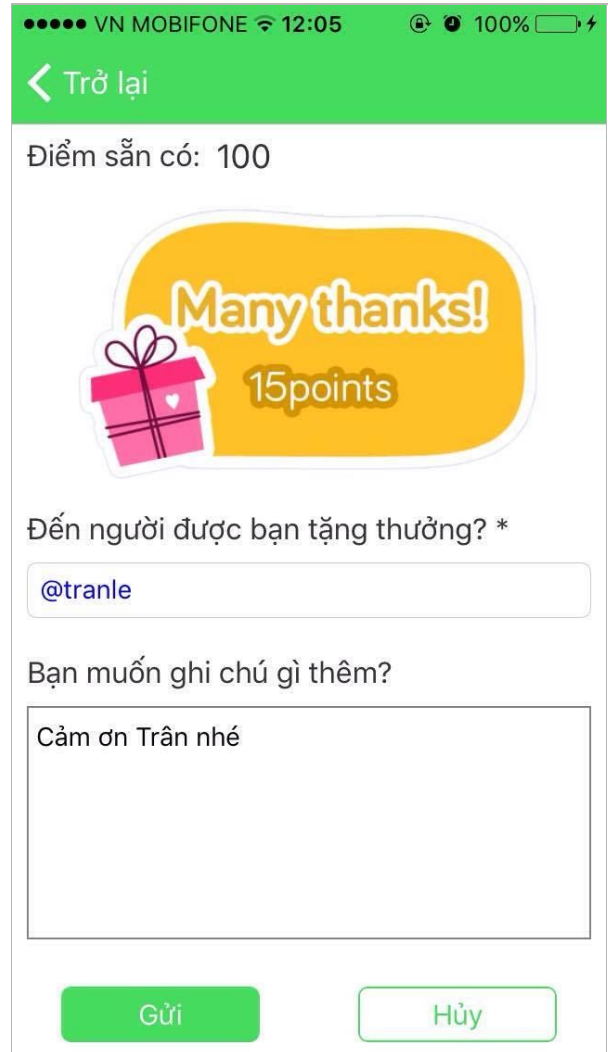 VN MOBIFONE 12:05 100%
Trở lại
Điểm sẵn có: 100
Many thanks!
15points
Đến người được bạn tặng thưởng? *
@tranle
Bạn muốn ghi chú gì thêm?
Cảm ơn Trân nhé
Gửi Hủy